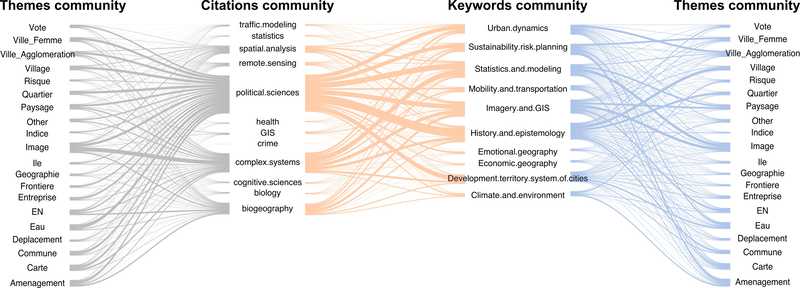 Themes community
Citations community
Keywords community
Themes community
Vote
Ville_Femme
Ville_Agglomeration
Village
Risque
Quartier
Paysage
Other
Indice
Image
Ile
Geographie
Frontiere
Entreprise
EN
Eau
Deplacement
Commune
Carte
Amenagement
traffic.modeling
statistics
spatial.analysis
remote.sensing
political.sciences
health
GIS
crime
complex.systems
cognitive.sciences
biology
biogeography
Urban.dynamics
Sustainability.risk.planning
Statistics.and.modeling
Mobility.and.transportation
Imagery.and.GIS
History.and.epistemology
Emotional.geography
Economic.geography
Development.territory.system.of.cities
Climate.and.environment
Vote
Ville_Femme
Ville_Agglomeration
Village
Risque
Quartier
Paysage
Other
Indice
Image
Ile
Geographie
Frontiere
Entreprise
EN
Eau
Deplacement
Commune
Carte
Amenagement